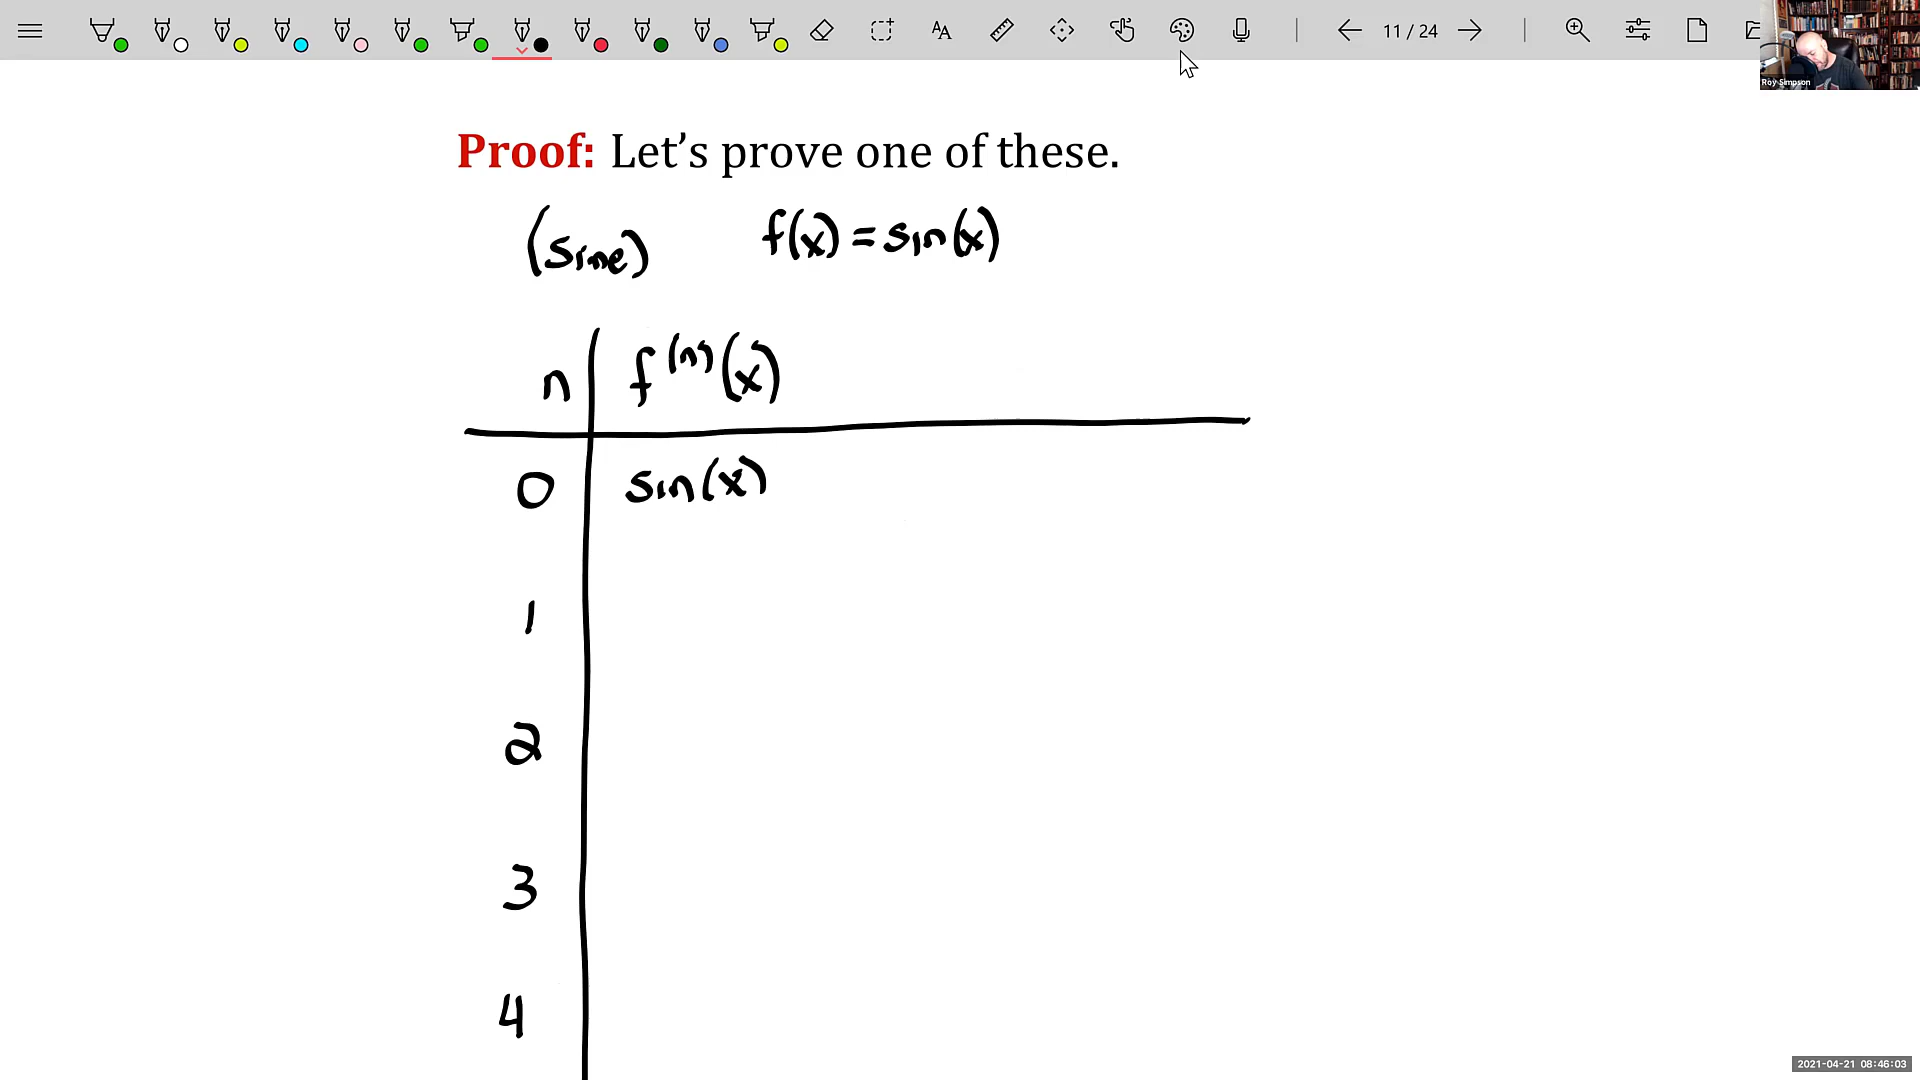 11 / 24
Roy Simpson
Proof: Let’s prove one of these.
(Sine) f(x) = sin(x)
n f^(n)(x)
0 sin(x)
1
2
3
4
2021-04-21 08:46:03